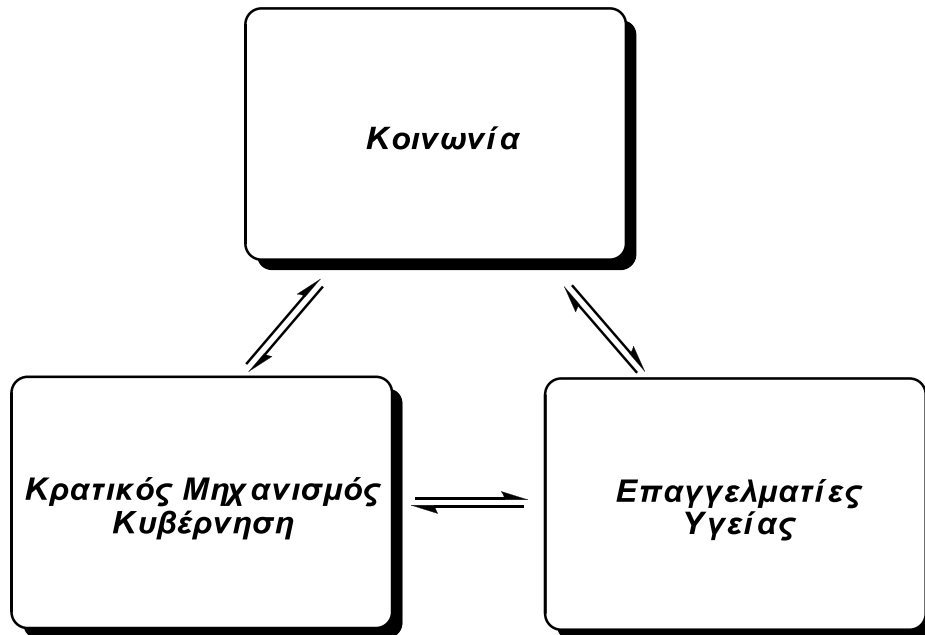 Κοινωνία
Κρατικός Μηχανισμός
Κυβέρνηση
Επαγγελματίες
Υγείας